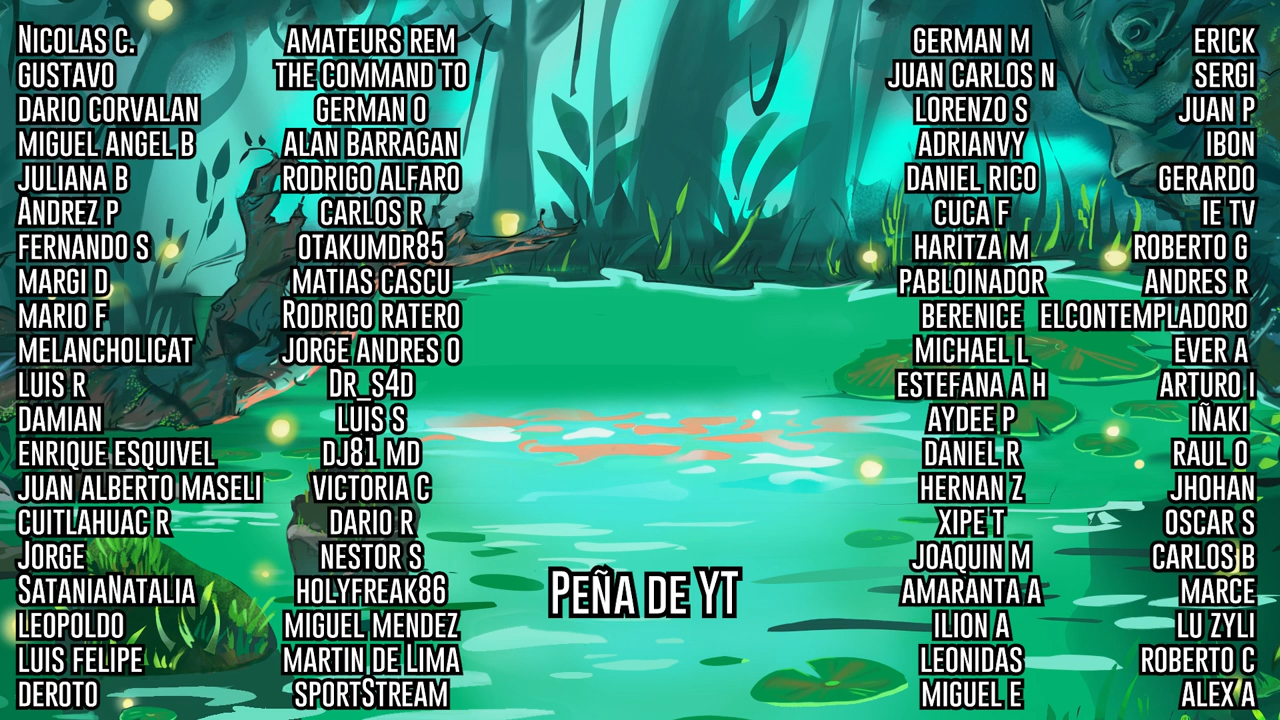 Nicolas C.
GUSTAVO
DARIO CORVALAN
MIGUEL ANGEL B
JULIANA B
Andrez P
FERNANDO S
MARGI D
MARIO F
MELANCHOLICAT
LUIS R
DAMIAN
ENRIQUE ESQUIVEL
JUAN ALBERTO MASELI
CUITLAHUAC R
Jorge
SataniaNatalia
LEOPOLDO
LUIS FELIPE
DEROTO
AMATEURS REM
THE COMMAND TO
GERMAN O
ALAN BARRAGAN
RODRIGO ALFARO
CARLOS R
OTAKUMDR85
MATIAS CASCU
Rodrigo RATERO
JORGE ANDRES O
Dr_s4d
LUIS S
DJ81 MD
VICTORIA C
DARIO R
NESTOR S
HOLYFREAK86
MIGUEL MENDEZ
MARTIN DE LIMA
SPORTSTREAM
Peña de YT
GERMAN M
JUAN CARLOS N
LORENZO S
ADRIANVY
DANIEL RICO
CUCA F
HARITZA M
PABLOINADOR
BERENICE
MICHAEL L
ESTEFANA A H
AYDEE P
DANIEL R
HERNAN Z
XIPE T
JOAQUIN M
AMARANTA A
ILION A
LEONIDAS
MIGUEL E
ERICK
SERGI
JUAN P
IBON
GERARDO
IE TV
ROBERTO G
ANDRES R
ELCONTEMPLADORO
EVER A
ARTURO I
IÑAKI
RAUL O
JHOHAN
OSCAR S
CARLOS B
MARCE
LU ZYLI
ROBERTO C
ALEX A